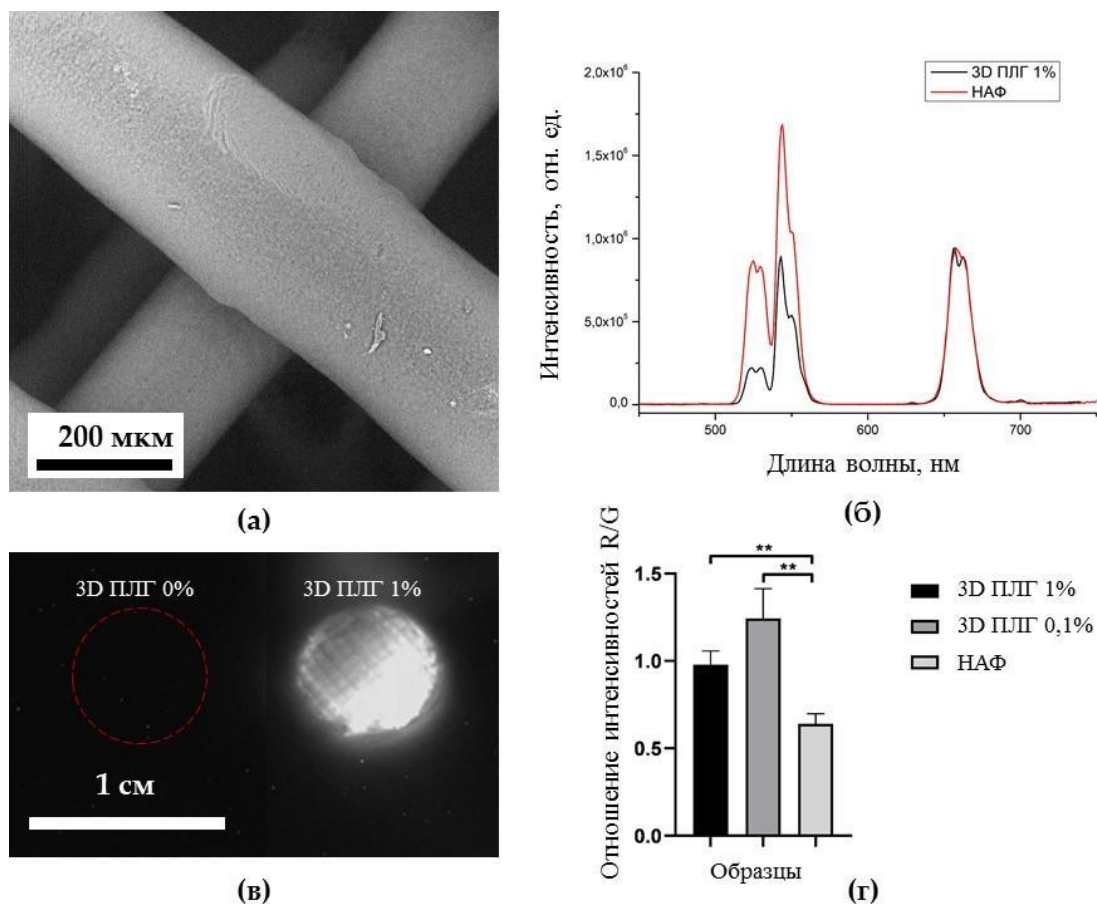 200 мкм
(а)
3D ПЛГ 1%
НАФ
2,0x10⁶
1,5x10⁶
1,0x10⁶
5,0x10⁵
0,0
500
600
700
Интенсивность, отн. ед.
Длина волны, нм
(б)
3D ПЛГ 0%
3D ПЛГ 1%
1 см
(в)
Отношение интенсивностей R/G
1.5
1.0
0.5
0.0
**
**
Образцы
3D ПЛГ 1%
3D ПЛГ 0,1%
НАФ
(г)